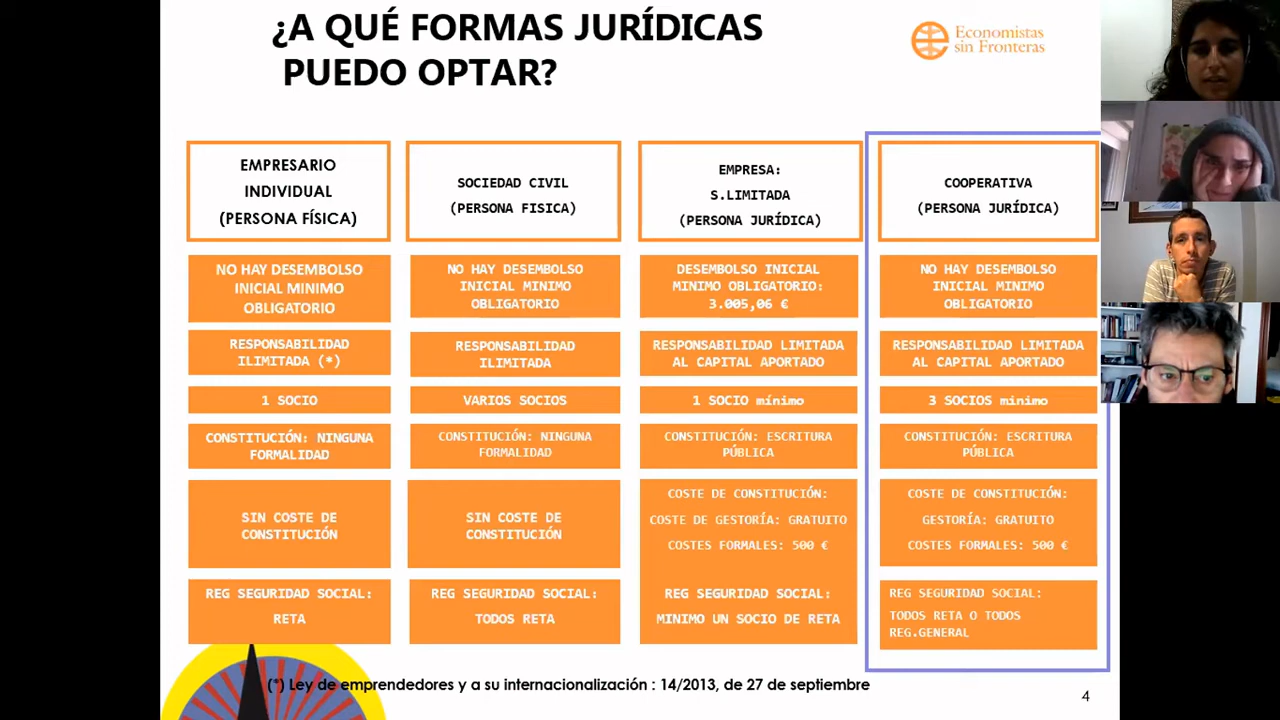 ¿A QUÉ FORMAS JURÍDICAS
PUEDO OPTAR?
Economistas
sin Fronteras
EMPRESARIO
INDIVIDUAL
(PERSONA FÍSICA)
NO HAY DESEMBOLSO
INICIAL MINIMO
OBLIGATORIO
RESPONSABILIDAD
ILIMITADA (*)
1 SOCIO
CONSTITUCIÓN: NINGUNA
FORMALIDAD
SIN COSTE DE
CONSTITUCIÓN
REG SEGURIDAD SOCIAL:
RETA
SOCIEDAD CIVIL
(PERSONA FISICA)
NO HAY DESEMBOLSO
INICIAL MINIMO
OBLIGATORIO
RESPONSABILIDAD
ILIMITADA
VARIOS SOCIOS
CONSTITUCIÓN: NINGUNA
FORMALIDAD
SIN COSTE DE
CONSTITUCIÓN
REG SEGURIDAD SOCIAL:
TODOS RETA
EMPRESA:
S.LIMITADA
(PERSONA JURÍDICA)
DESEMBOLSO INICIAL
MINIMO OBLIGATORIO:
3.005,06 €
RESPONSABILIDAD LIMITADA
AL CAPITAL APORTADO
1 SOCIO mínimo
CONSTITUCIÓN: ESCRITURA
PÚBLICA
COSTE DE CONSTITUCIÓN:
COSTE DE GESTORÍA: GRATUITO
COSTES FORMALES: 500 €
REG SEGURIDAD SOCIAL:
MINIMO UN SOCIO DE RETA
COOPERATIVA
(PERSONA JURÍDICA)
NO HAY DESEMBOLSO
INICIAL MINIMO
OBLIGATORIO
RESPONSABILIDAD LIMITADA
AL CAPITAL APORTADO
3 SOCIOS minimo
CONSTITUCIÓN: ESCRITURA
PÚBLICA
COSTE DE CONSTITUCIÓN:
GESTORÍA: GRATUITO
COSTES FORMALES: 500 €
REG SEGURIDAD SOCIAL:
TODOS RETA O TODOS
REG.GENERAL
(*) Ley de emprendedores y a su internacionalización : 14/2013, de 27 de septiembre
4